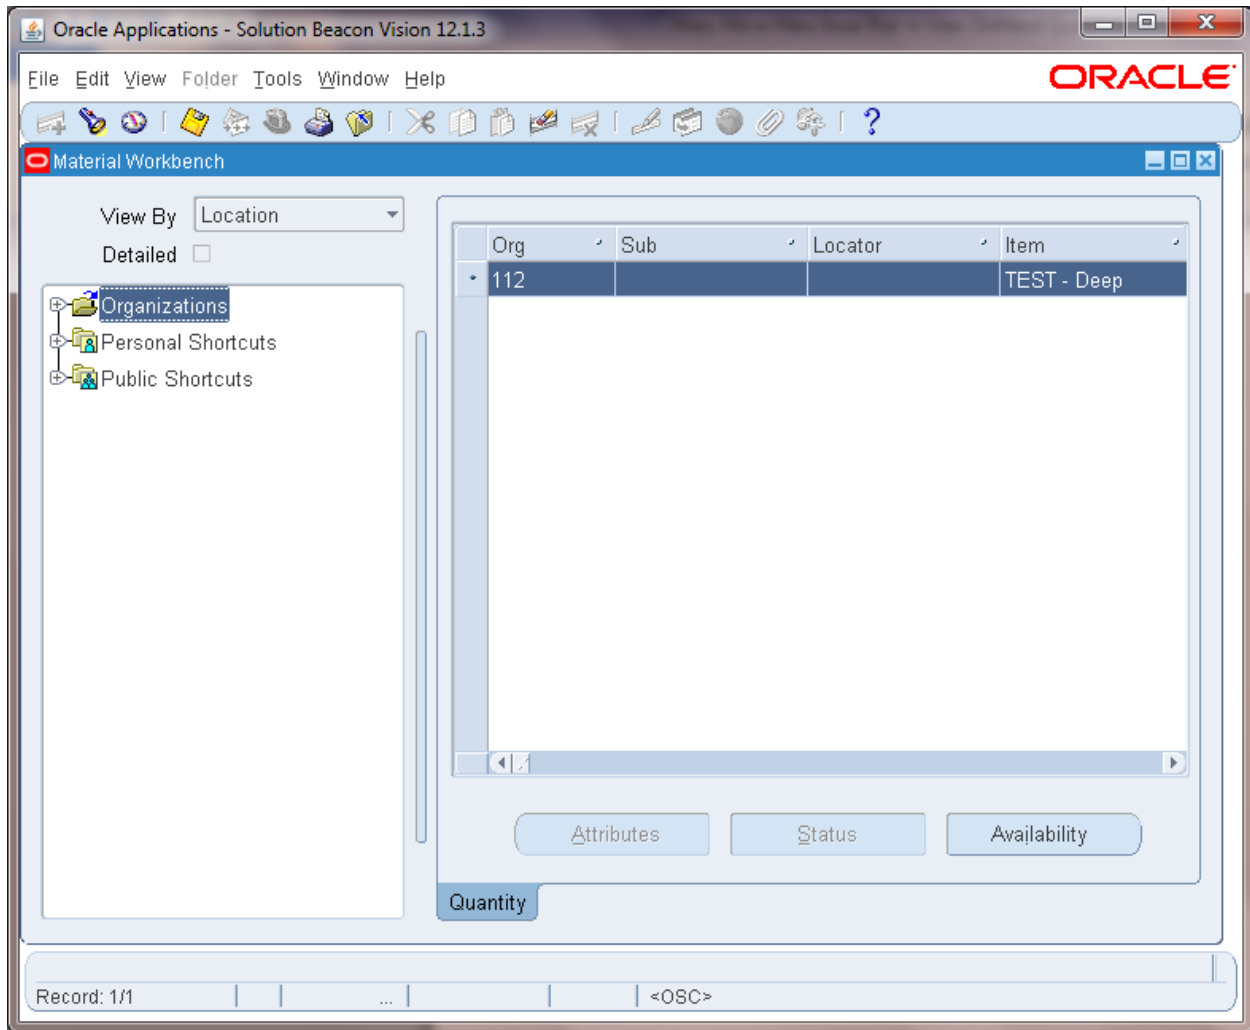 Oracle Applications - Solution Beacon Vision 12.1.3
File Edit View Folder Tools Window Help
ORACLE
Material Workbench
View By Location
Detailed
Organizations
Personal Shortcuts
Public Shortcuts
Org Sub Locator Item
112 TEST - Deep
Attributes Status Availability
Quantity
Record: 1/1 ... <OSC>